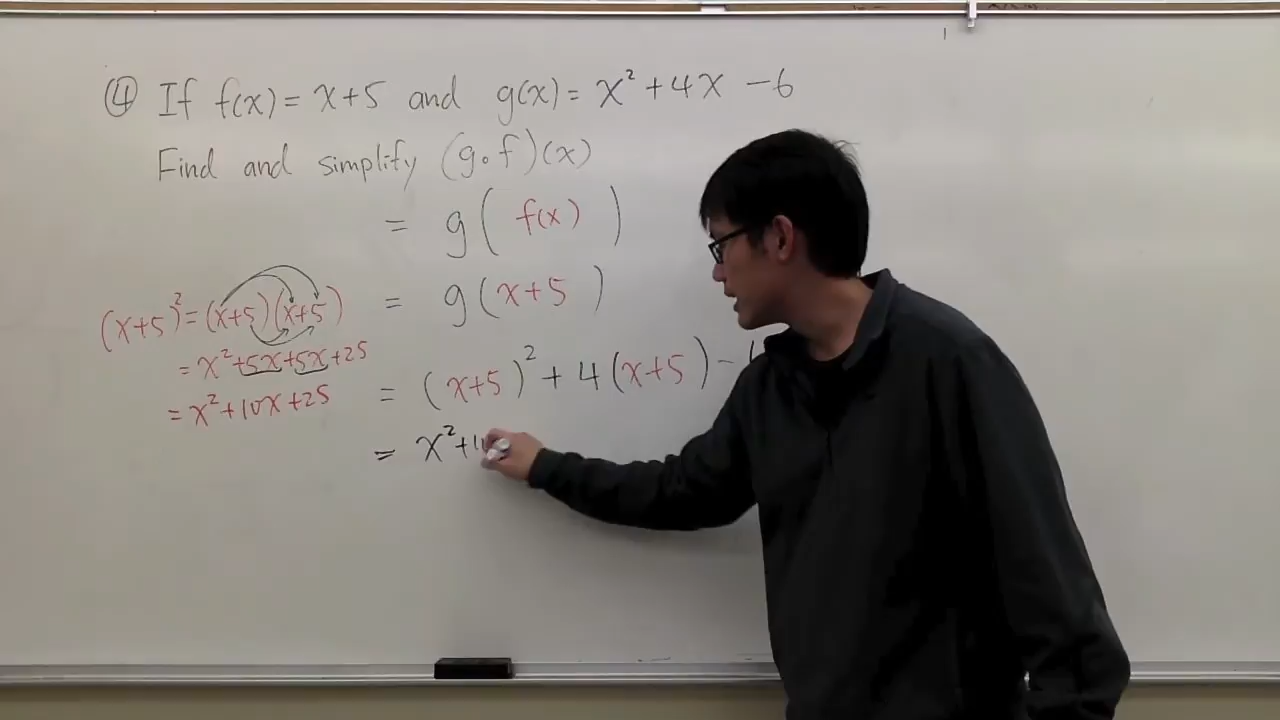 ④ If f(x) = x+5 and g(x) = x² + 4x - 6
Find and simplify (g∘f)(x)
= g( f(x) )
= g( x+5 )
= (x+5)² + 4(x+5) -
= x² + 1
(x+5)² = (x+5)(x+5)
= x² + 5x + 5x + 25
= x² + 10x + 25